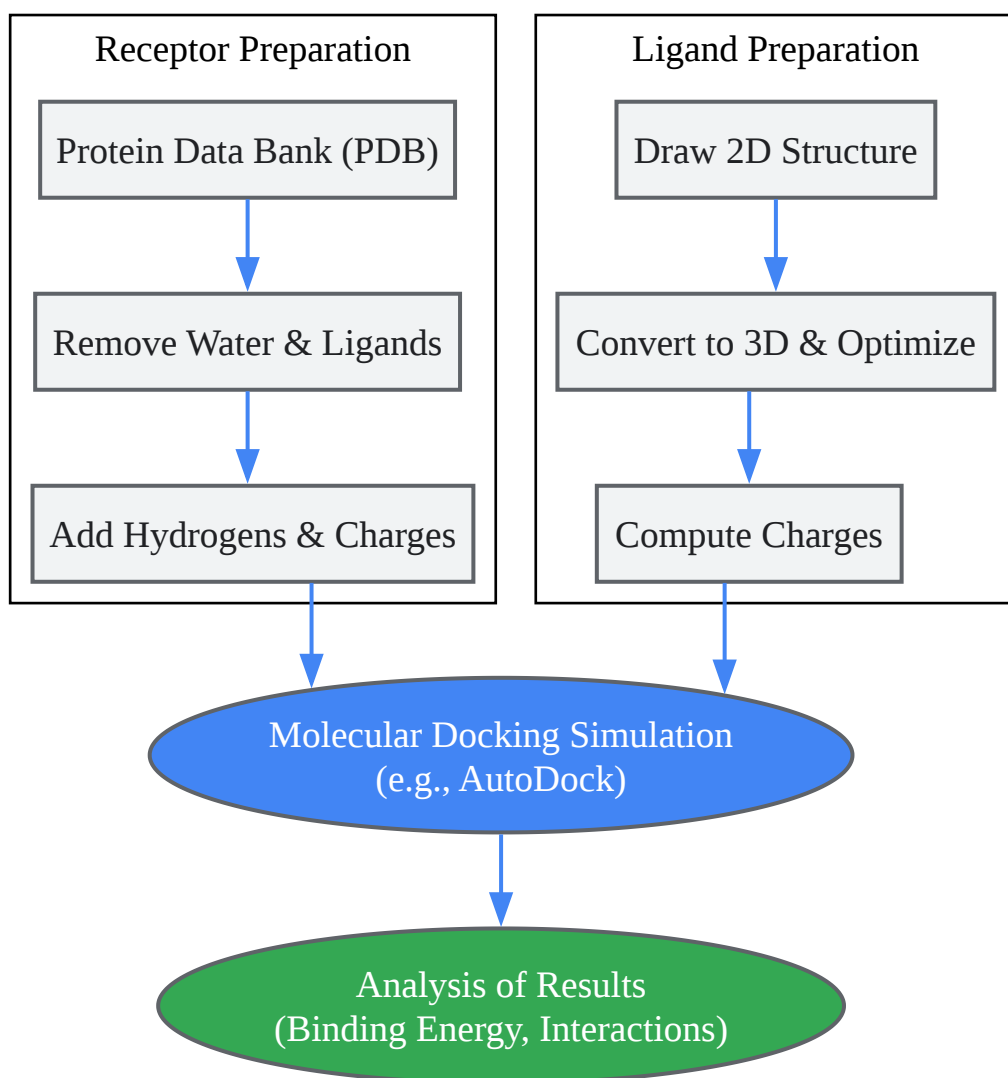 Receptor Preparation
Protein Data Bank (PDB)
Remove Water & Ligands
Add Hydrogens & Charges
Ligand Preparation
Draw 2D Structure
Convert to 3D & Optimize
Compute Charges
Molecular Docking Simulation
(e.g., AutoDock)
Analysis of Results
(Binding Energy, Interactions)